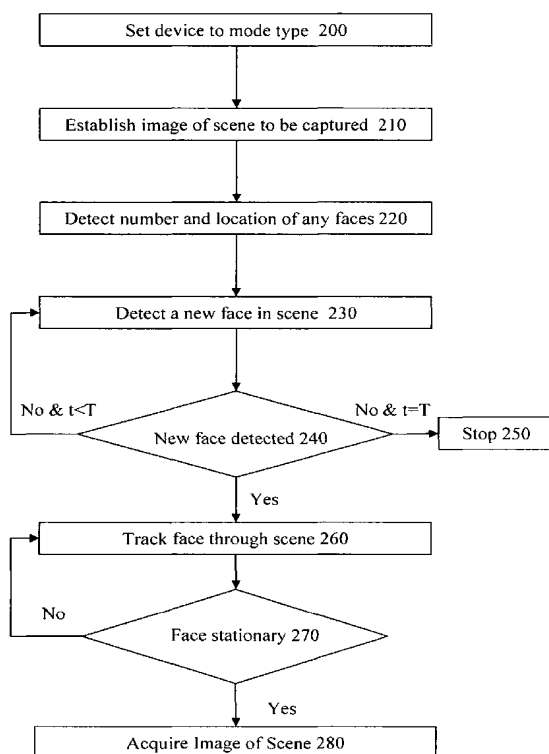 Set device to mode type 200
Establish image of scene to be captured 210
Detect number and location of any faces 220
Detect a new face in scene 230
No & t<T
No & t=T
New face detected 240
Stop 250
Yes
Track face through scene 260
No
Face stationary 270
Yes
Acquire Image of Scene 280